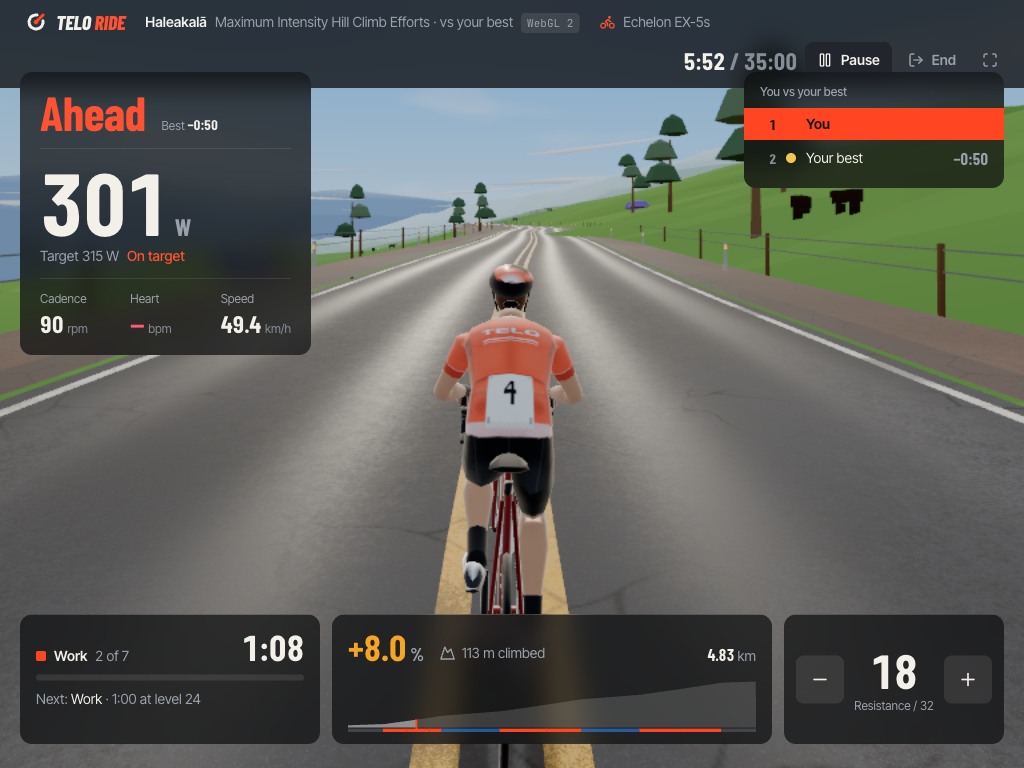 TELO RIDE Haleakalā Maximum Intensity Hill Climb Efforts · vs your best WebGL 2 Echelon EX-5s
5:52 / 35:00 Pause End
Ahead Best −0:50
301 W
Target 315 W On target
Cadence Heart Speed
90 rpm — bpm 49.4 km/h
You vs your best
1 You
2 Your best −0:50
TELO
4
Work 2 of 7 1:08
Next: Work · 1:00 at level 24
+8.0 % 113 m climbed 4.83 km
− 18 +
Resistance / 32